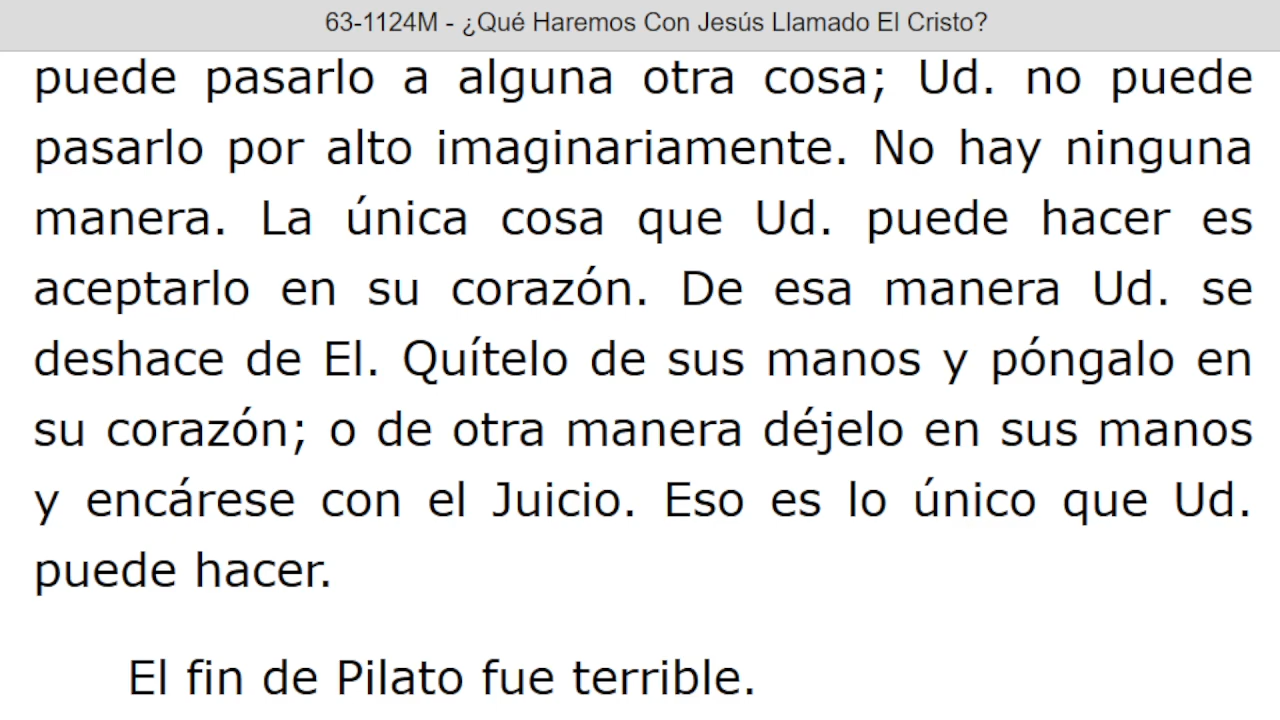 63-1124M - ¿Qué Haremos Con Jesús Llamado El Cristo?
puede pasarlo a alguna otra cosa; Ud. no puede
pasarlo por alto imaginariamente. No hay ninguna
manera. La única cosa que Ud. puede hacer es
aceptarlo en su corazón. De esa manera Ud. se
deshace de El. Quítelo de sus manos y póngalo en
su corazón; o de otra manera déjelo en sus manos
y encárese con el Juicio. Eso es lo único que Ud.
puede hacer.
El fin de Pilato fue terrible.